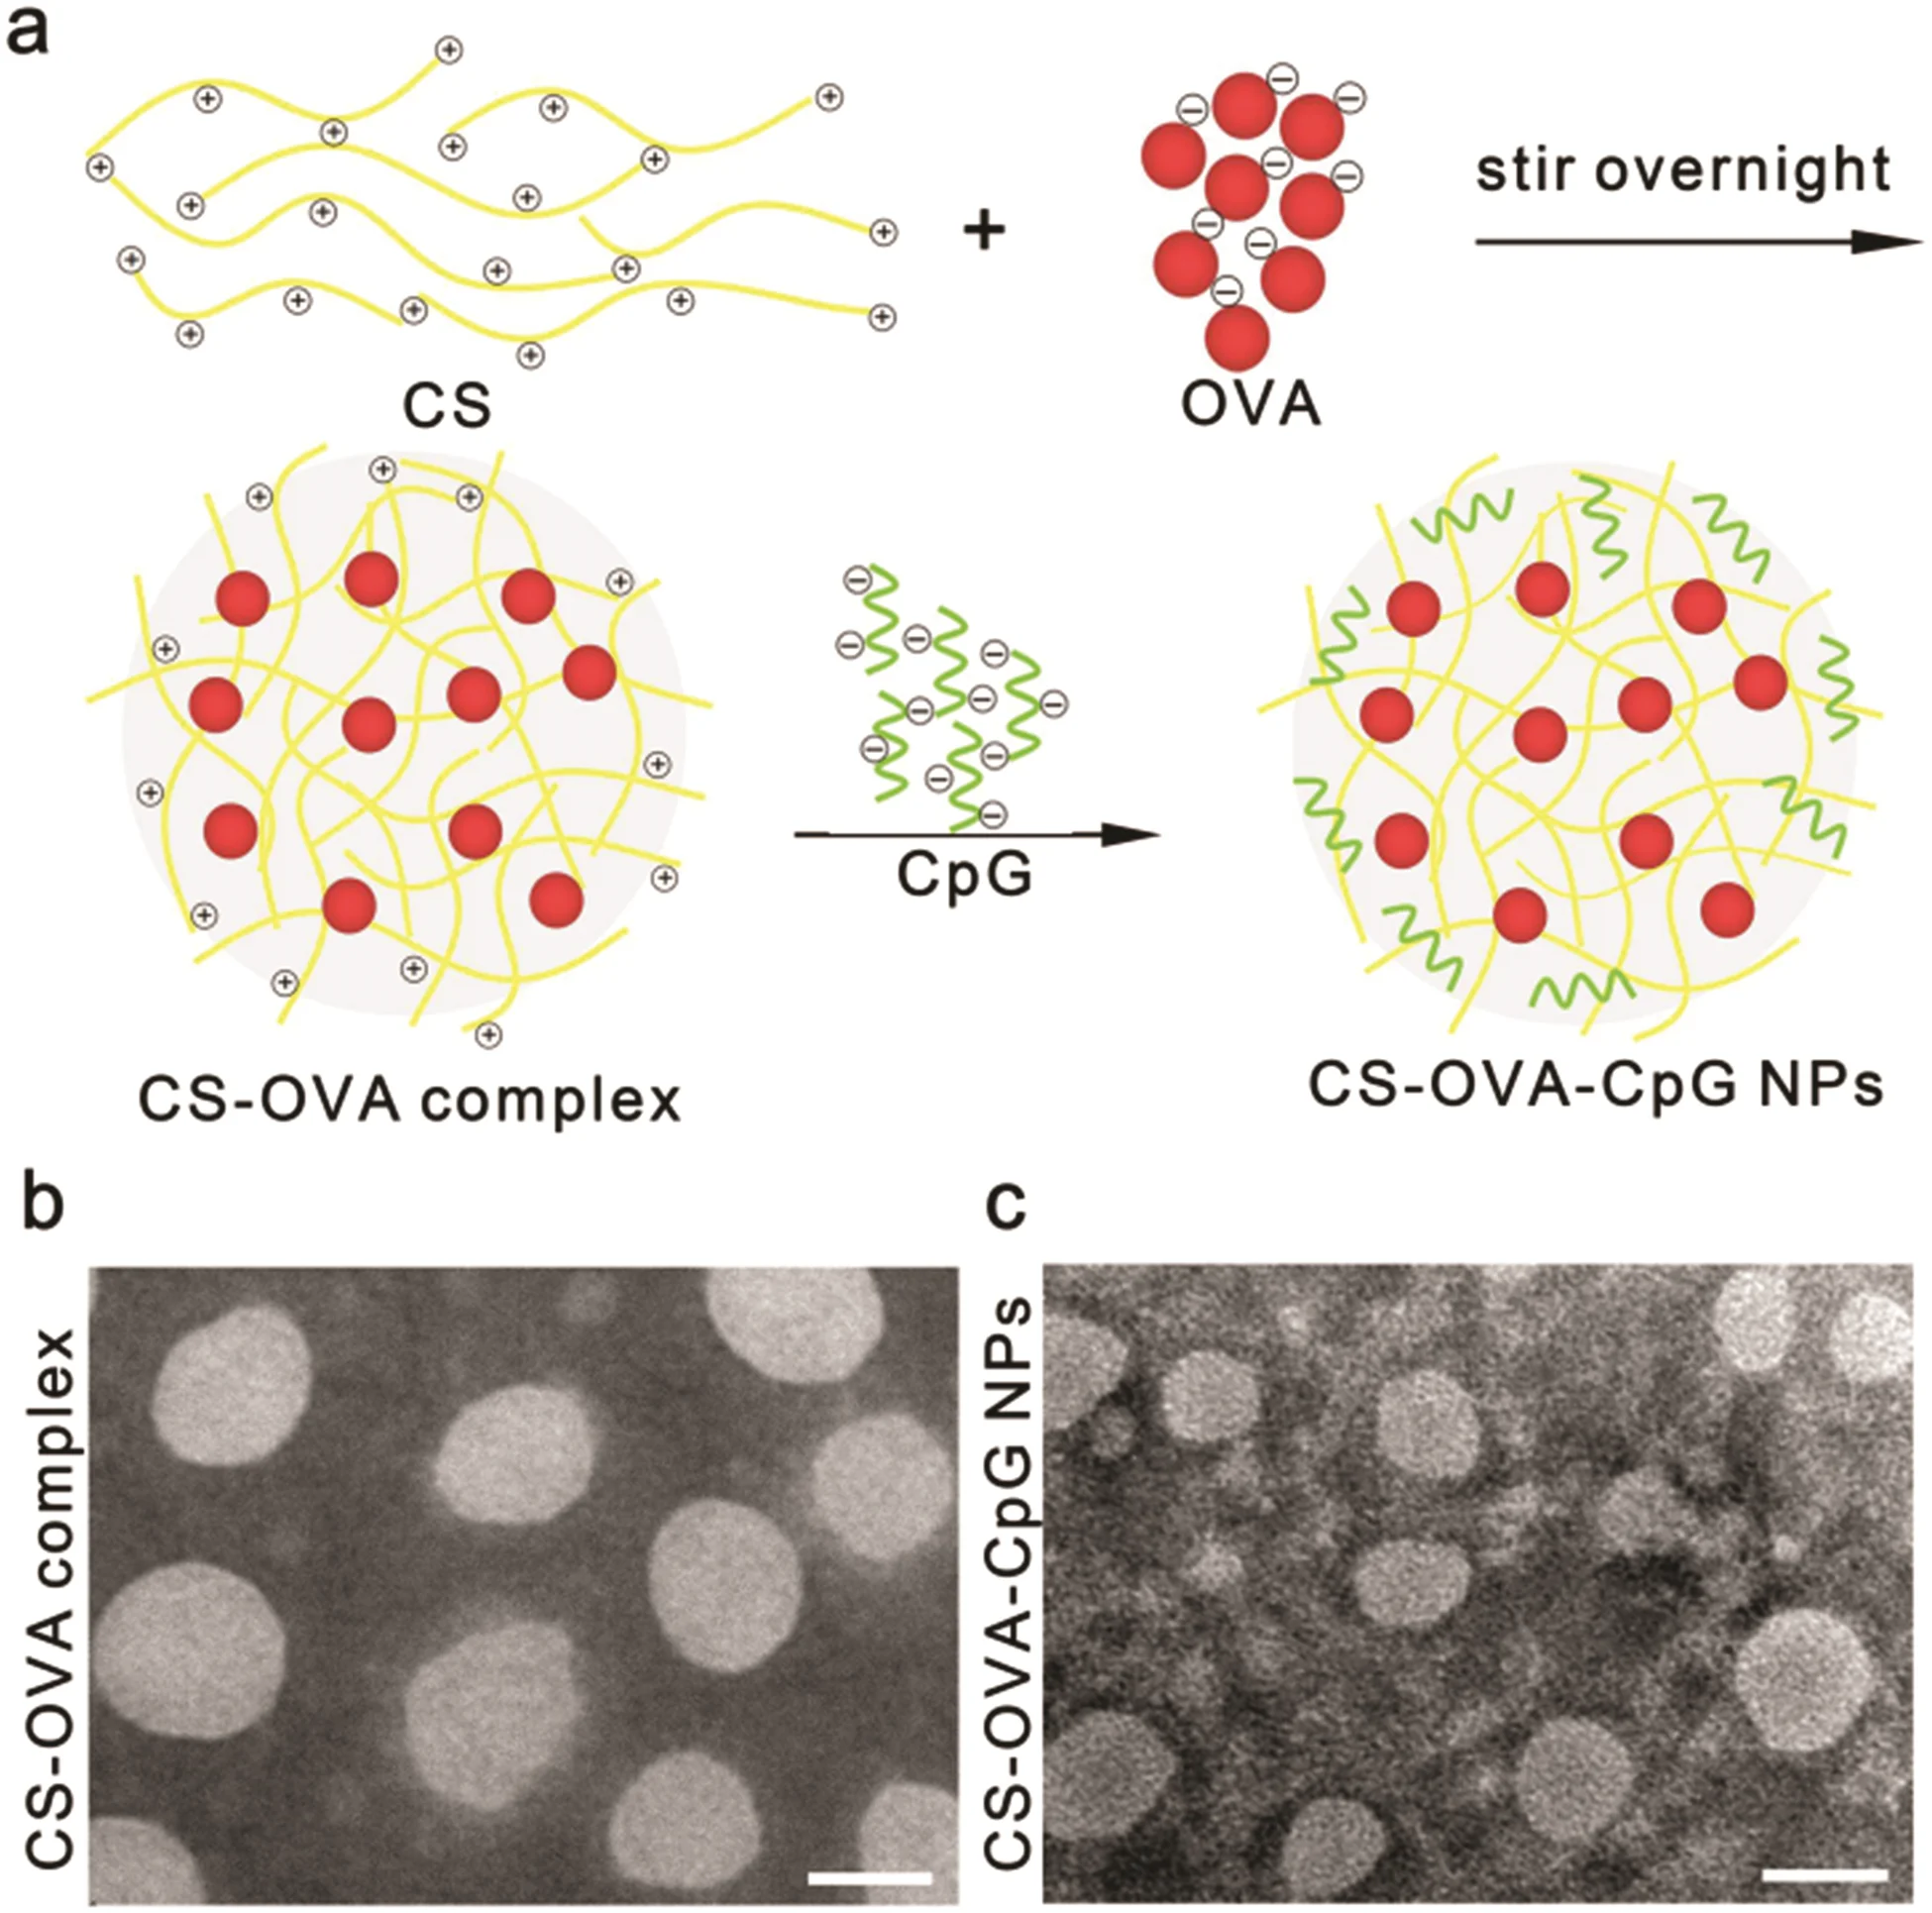 a
+
stir overnight
CS
OVA
CpG
CS-OVA complex
CS-OVA-CpG NPs
b
c
CS-OVA complex
CS-OVA-CpG NPs